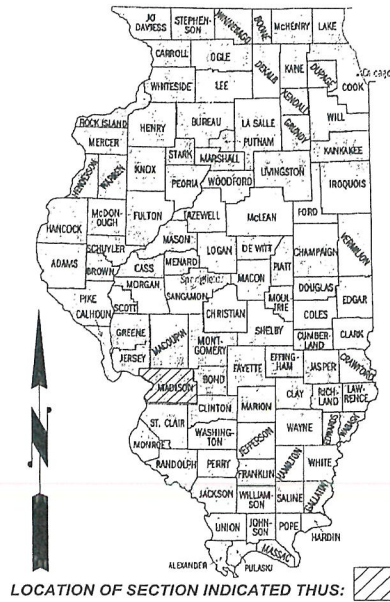 JO DAVIESS STEPHEN-SON WINNEBAGO BOONE McHENRY LAKE
CARROLL OGLE DEKALB KANE DUPAGE COOK Chicago
WHITESIDE LEE KENDALL WILL
ROCK ISLAND HENRY BUREAU LA SALLE GRUNDY
MERCER PUTNAM KANKAKEE
STARK MARSHALL
HENDERSON WARREN KNOX PEORIA WOODFORD LIVINGSTON IROQUOIS
McDON-OUGH FULTON TAZEWELL McLEAN FORD VERMILION
HANCOCK MASON
SCHUYLER LOGAN DE WITT CHAMPAIGN
ADAMS BROWN CASS MENARD PIATT
MORGAN Springfield MACON DOUGLAS
PIKE SCOTT SANGAMON MOUL-TRIE EDGAR
CALHOUN CHRISTIAN COLES
GREENE MACOUPIN SHELBY CUMBER-LAND CLARK
JERSEY MONT-GOMERY FAYETTE EFFING-HAM JASPER CRAWFORD
MADISON BOND CLAY RICH-LAND LAW-RENCE
CLINTON MARION EDWARDS WABASH
ST. CLAIR WASHING-TON WAYNE
MONROE JEFFERSON
RANDOLPH PERRY HAMILTON WHITE
FRANKLIN
JACKSON WILLIAM-SON SALINE GALLATIN
UNION JOHN-SON POPE HARDIN
ALEXANDER PULASKI MASSAC
LOCATION OF SECTION INDICATED THUS: